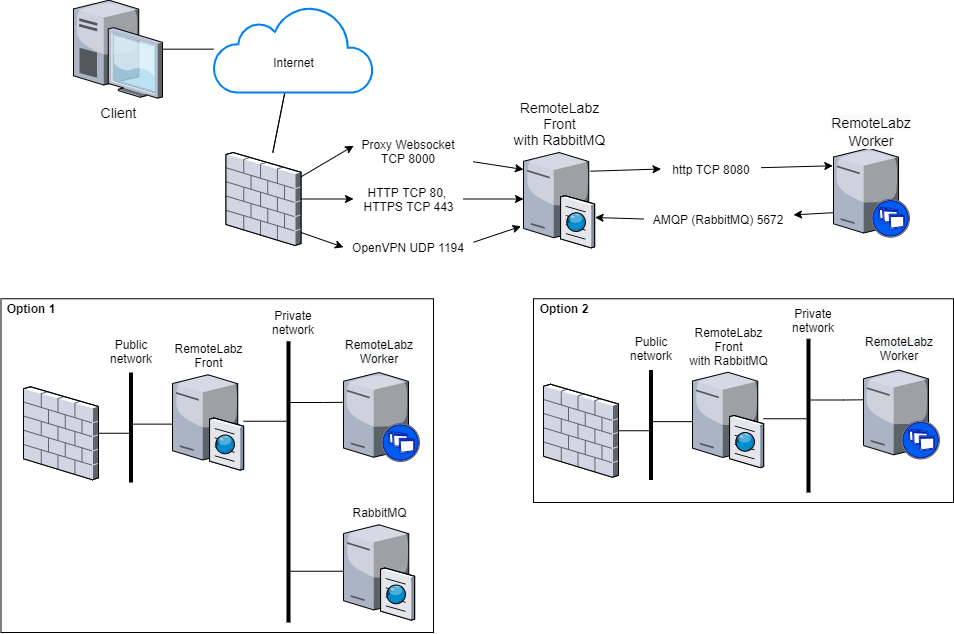 Internet
Client
RemoteLabz
Front
with RabbitMQ
RemoteLabz
Worker
Proxy Websocket
TCP 8000
http TCP 8080
HTTP TCP 80,
HTTPS TCP 443
AMQP (RabbitMQ) 5672
OpenVPN UDP 1194
Option 1
Private
network
Public
network
RemoteLabz
Front
RemoteLabz
Worker
RabbitMQ
Option 2
Private
network
Public
network
RemoteLabz
Front
with RabbitMQ
RemoteLabz
Worker